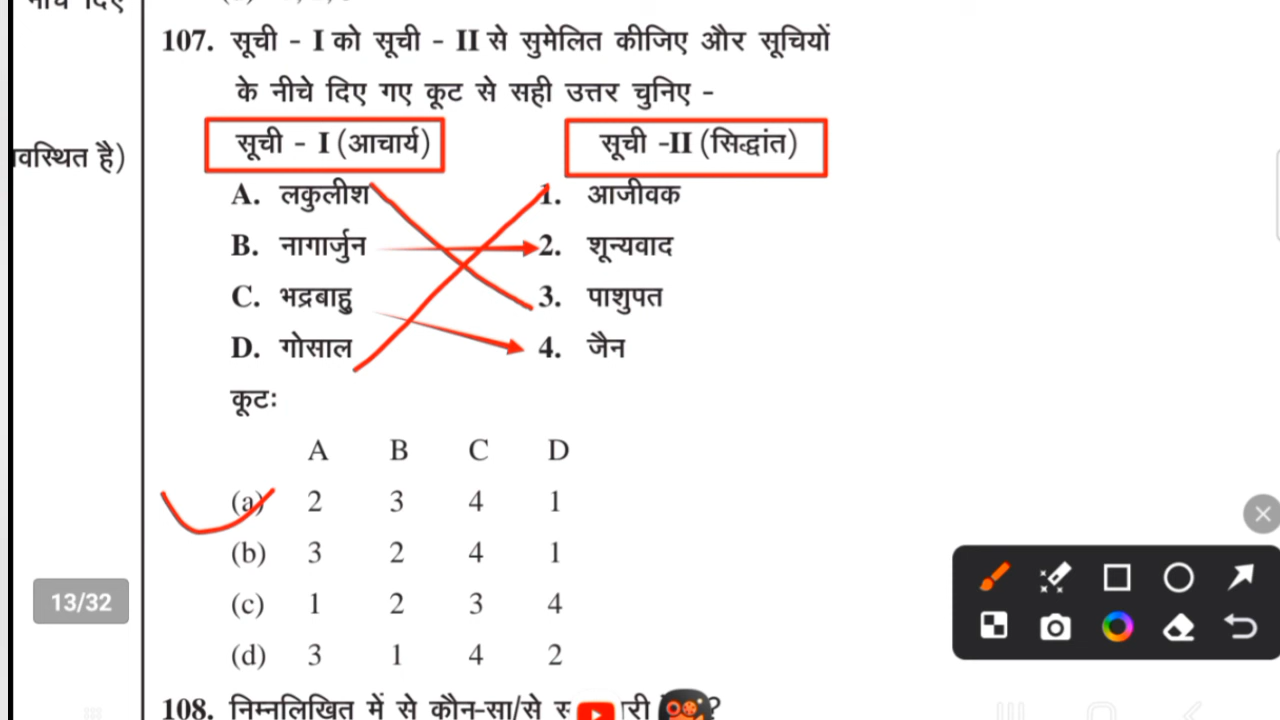 107. सूची - I को सूची - II से सुमेलित कीजिए और सूचियों
के नीचे दिए गए कूट से सही उत्तर चुनिए -
वस्थित है)
सूची - I (आचार्य) सूची -II (सिद्धांत)
A. लकुलीश 1. आजीवक
B. नागार्जुन 2. शून्यवाद
C. भद्रबाहु 3. पाशुपत
D. गोसाल 4. जैन
कूटः
A B C D
(a) 2 3 4 1
(b) 3 2 4 1
(c) 1 2 3 4
(d) 3 1 4 2
13/32
108. निम्नलिखित में से कौन-सा/से ?